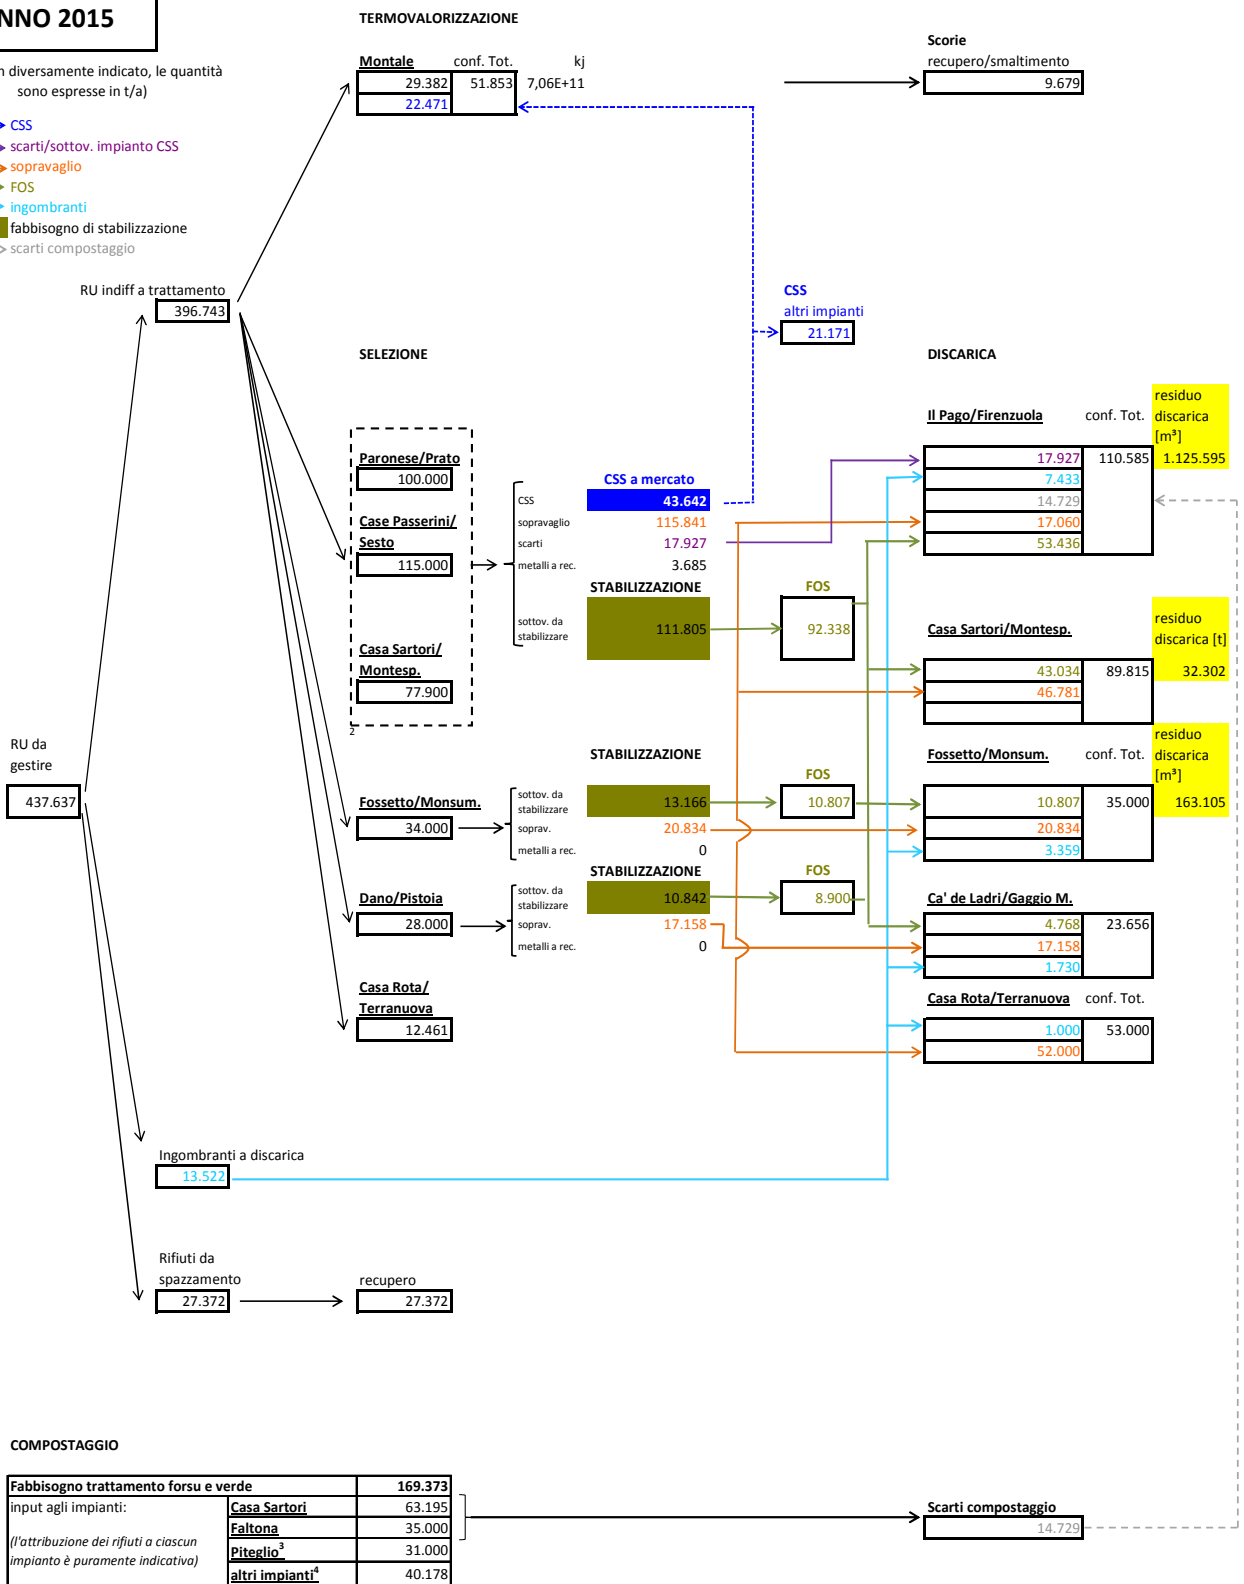 NNO 2015
n diversamente indicato, le quantità
sono espresse in t/a)
CSS
scarti/sottov. impianto CSS
sopravaglio
FOS
ingombranti
fabbisogno di stabilizzazione
scarti compostaggio
TERMOVALORIZZAZIONE
Montale conf. Tot. kj
29.382 51.853 7,06E+11
22.471
Scorie
recupero/smaltimento
9.679
RU indiff a trattamento
396.743
CSS
altri impianti
21.171
SELEZIONE
DISCARICA
Paronese/Prato
100.000
Case Passerini/
Sesto
115.000
Casa Sartori/
Montesp.
77.900
2
CSS a mercato
CSS 43.642
sopravaglio 115.841
scarti 17.927
metalli a rec. 3.685
STABILIZZAZIONE FOS
sottov. da
stabilizzare
111.805 92.338
Il Pago/Firenzuola conf. Tot.
residuo
discarica
[m³]
17.927 110.585 1.125.595
7.433
14.729
17.060
53.436
Casa Sartori/Montesp.
residuo
discarica [t]
43.034 89.815 32.302
46.781
RU da
gestire
437.637
Fossetto/Monsum.
34.000
STABILIZZAZIONE
FOS
sottov. da
stabilizzare
13.166 10.807
soprav. 20.834
metalli a rec. 0
Fossetto/Monsum. conf. Tot.
residuo
discarica
[m³]
10.807 35.000 163.105
20.834
3.359
Dano/Pistoia
28.000
STABILIZZAZIONE FOS
sottov. da
stabilizzare
10.842 8.900
soprav. 17.158
metalli a rec. 0
Ca' de Ladri/Gaggio M.
4.768 23.656
17.158
1.730
Casa Rota/
Terranuova
12.461
Casa Rota/Terranuova conf. Tot.
1.000 53.000
52.000
Ingombranti a discarica
13.522
Rifiuti da
spazzamento
27.372
recupero
27.372
COMPOSTAGGIO
Fabbisogno trattamento forsu e verde 169.373
input agli impianti: Casa Sartori 63.195
Faltona 35.000
(l'attribuzione dei rifiuti a ciascun
impianto è puramente indicativa)
Piteglio³ 31.000
altri impianti⁴ 40.178
Scarti compostaggio
14.729